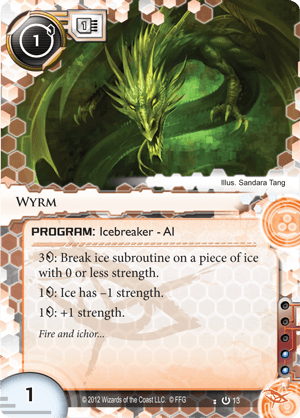 1
1
Illus. Sandara Tang
WYRM
PROGRAM: Icebreaker - AI
3: Break ice subroutine on a piece of ice
with 0 or less strength.
1: Ice has –1 strength.
1: +1 strength.
Fire and ichor...
1
©2012 Wizards of the Coast LLC. © FFG
13